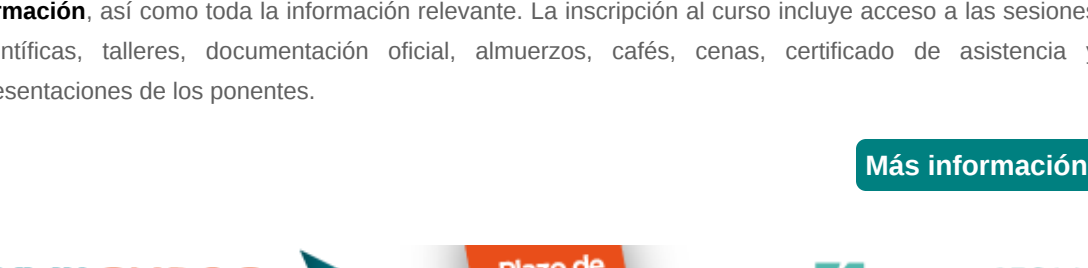 rmación, así como toda la información relevante. La inscripción al curso incluye acceso a las sesiones
ntíficas, talleres, documentación oficial, almuerzos, cafés, cenas, certificado de asistencia y
esentaciones de los ponentes.
Más información
Plazo de